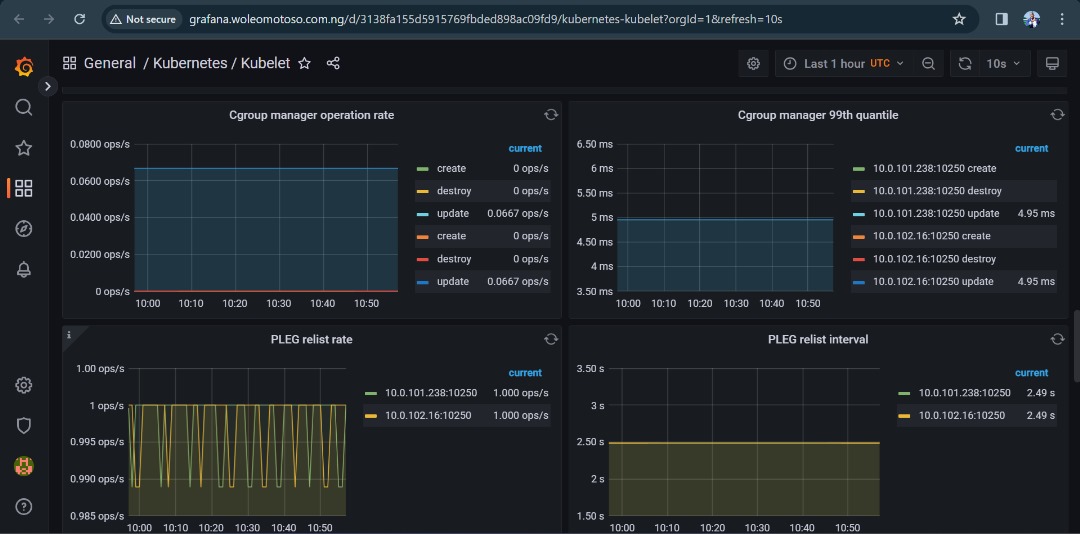 Not secure
grafana.woleomotoso.com.ng/d/3138fa155d5915769fbded898ac09fd9/kubernetes-kubelet?orgId=1&refresh=10s
General / Kubernetes / Kubelet
Last 1 hour UTC
10s
Cgroup manager operation rate
0.0800 ops/s
0.0600 ops/s
0.0400 ops/s
0.0200 ops/s
0 ops/s
10:00 10:10 10:20 10:30 10:40 10:50
current
create 0 ops/s
destroy 0 ops/s
update 0.0667 ops/s
create 0 ops/s
destroy 0 ops/s
update 0.0667 ops/s
Cgroup manager 99th quantile
6.50 ms
6 ms
5.50 ms
5 ms
4.50 ms
4 ms
3.50 ms
10:00 10:10 10:20 10:30 10:40 10:50
current
10.0.101.238:10250 create
10.0.101.238:10250 destroy
10.0.101.238:10250 update 4.95 ms
10.0.102.16:10250 create
10.0.102.16:10250 destroy
10.0.102.16:10250 update 4.95 ms
i
PLEG relist rate
1.00 ops/s
1 ops/s
0.995 ops/s
0.990 ops/s
0.985 ops/s
10:00 10:10 10:20 10:30 10:40 10:50
current
10.0.101.238:10250 1.000 ops/s
10.0.102.16:10250 1.000 ops/s
PLEG relist interval
3.50 s
3 s
2.50 s
2 s
1.50 s
10:00 10:10 10:20 10:30 10:40 10:50
current
10.0.101.238:10250 2.49 s
10.0.102.16:10250 2.49 s